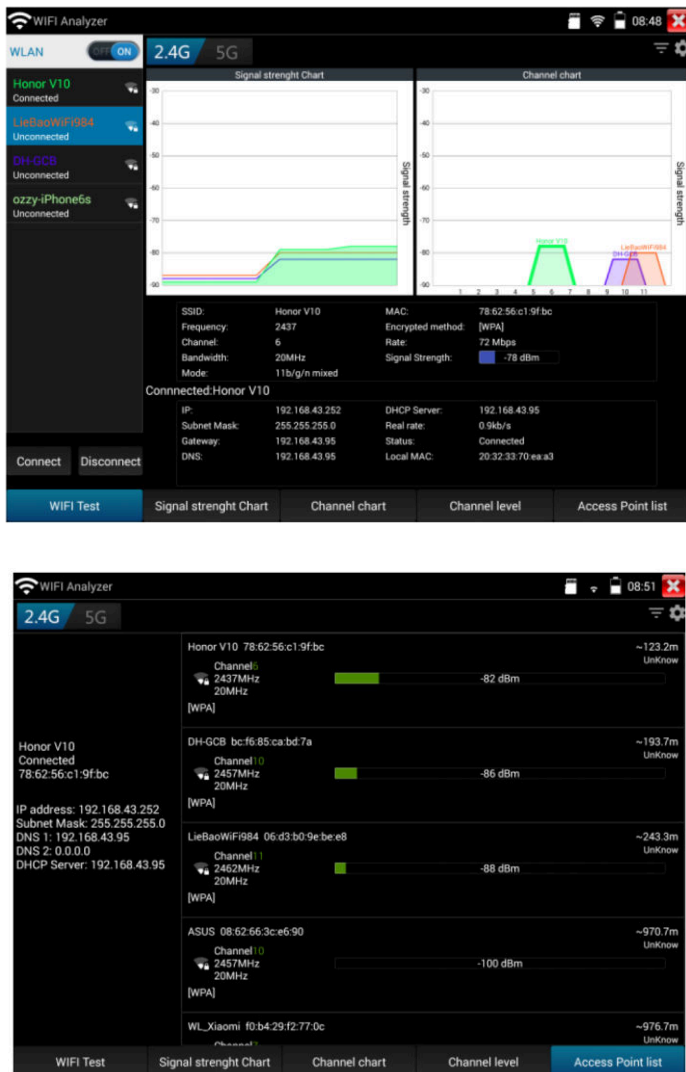 WIFI Analyzer
08:48
WLAN
OFF ON
2.4G 5G
Honor V10
Connected
LieBaoWiFi984
Unconnected
DH-GCB
Unconnected
ozzy-iPhone6s
Unconnected
Signal strenght Chart
-30
-40
-50
-60
-70
-80
-90
Signal strength
Channel chart
-30
-40
-50
-60
-70
-80
-90
Honor V10
DH-GCB
LieBaoWiFi984
1 2 3 4 5 6 7 8 9 10 11
Signal strength
SSID: Honor V10 MAC: 78:62:56:c1:9f:bc
Frequency: 2437 Encrypted method: [WPA]
Channel: 6 Rate: 72 Mbps
Bandwidth: 20MHz Signal Strength: -78 dBm
Mode: 11b/g/n mixed
Connnected:Honor V10
IP: 192.168.43.252 DHCP Server: 192.168.43.95
Subnet Mask: 255.255.255.0 Real rate: 0.9kb/s
Gateway: 192.168.43.95 Status: Connected
DNS: 192.168.43.95 Local MAC: 20:32:33:70:ea:a3
Connect Disconnect
WIFI Test Signal strenght Chart Channel chart Channel level Access Point list
WIFI Analyzer
08:51
2.4G 5G
Honor V10
Connected
78:62:56:c1:9f:bc
IP address: 192.168.43.252
Subnet Mask: 255.255.255.0
DNS 1: 192.168.43.95
DNS 2: 0.0.0.0
DHCP Server: 192.168.43.95
Honor V10 78:62:56:c1:9f:bc ~123.2m
UnKnow
Channel6
2437MHz -82 dBm
20MHz
[WPA]
DH-GCB bc:f6:85:ca:bd:7a ~193.7m
UnKnow
Channel10
2457MHz -86 dBm
20MHz
[WPA]
LieBaoWiFi984 06:d3:b0:9e:be:e8 ~243.3m
UnKnow
Channel11
2462MHz -88 dBm
20MHz
[WPA]
ASUS 08:62:66:3c:e6:90 ~970.7m
UnKnow
Channel10
2457MHz -100 dBm
20MHz
[WPA]
WL_Xiaomi f0:b4:29:f2:77:0c ~976.7m
UnKnow
WIFI Test Signal strenght Chart Channel chart Channel level Access Point list